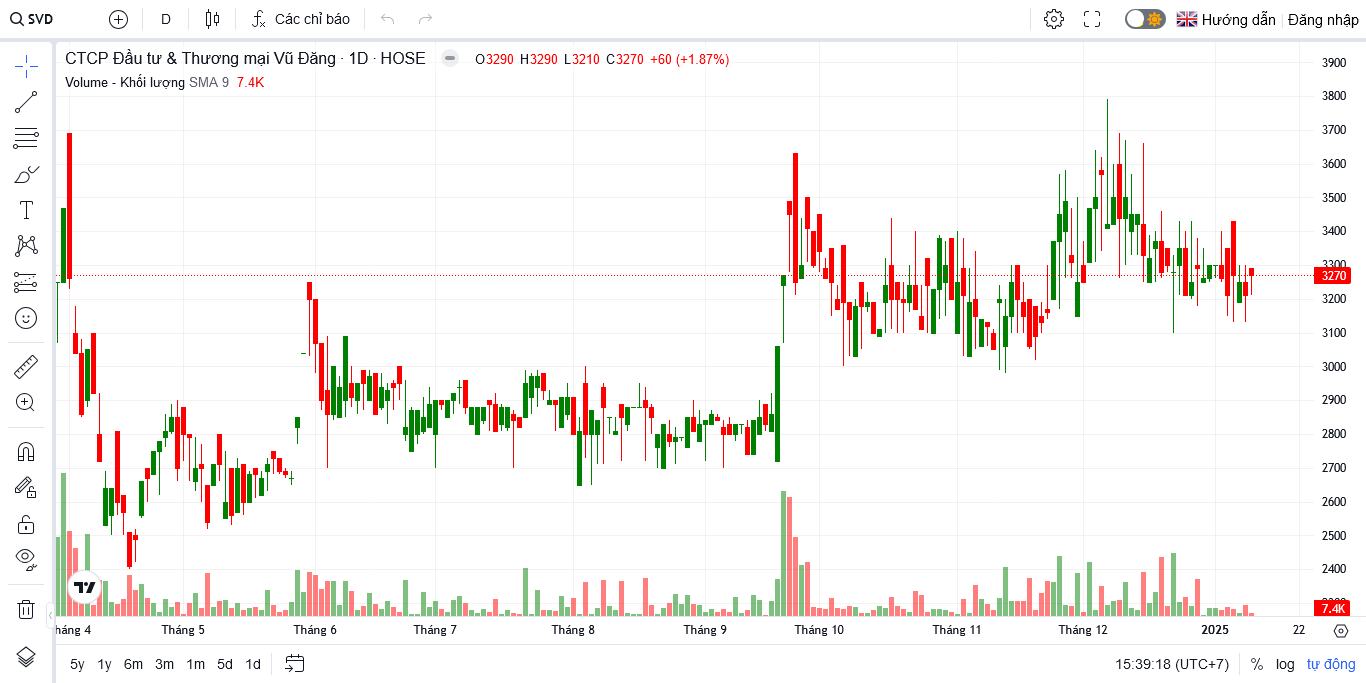 SVD D Các chỉ báo Hướng dẫn Đăng nhập
CTCP Đầu tư & Thương mại Vũ Đăng · 1D · HOSE O3290 H3290 L3210 C3270 +60 (+1.87%)
Volume - Khối lượng SMA 9 7.4K
3900
3800
3700
3600
3500
3400
3300
3270
3200
3100
3000
2900
2800
2700
2600
2500
2400
7.4K
háng 4 Tháng 5 Tháng 6 Tháng 7 Tháng 8 Tháng 9 Tháng 10 Tháng 11 Tháng 12 2025 22
5y 1y 6m 3m 1m 5d 1d 15:39:18 (UTC+7) % log tự động